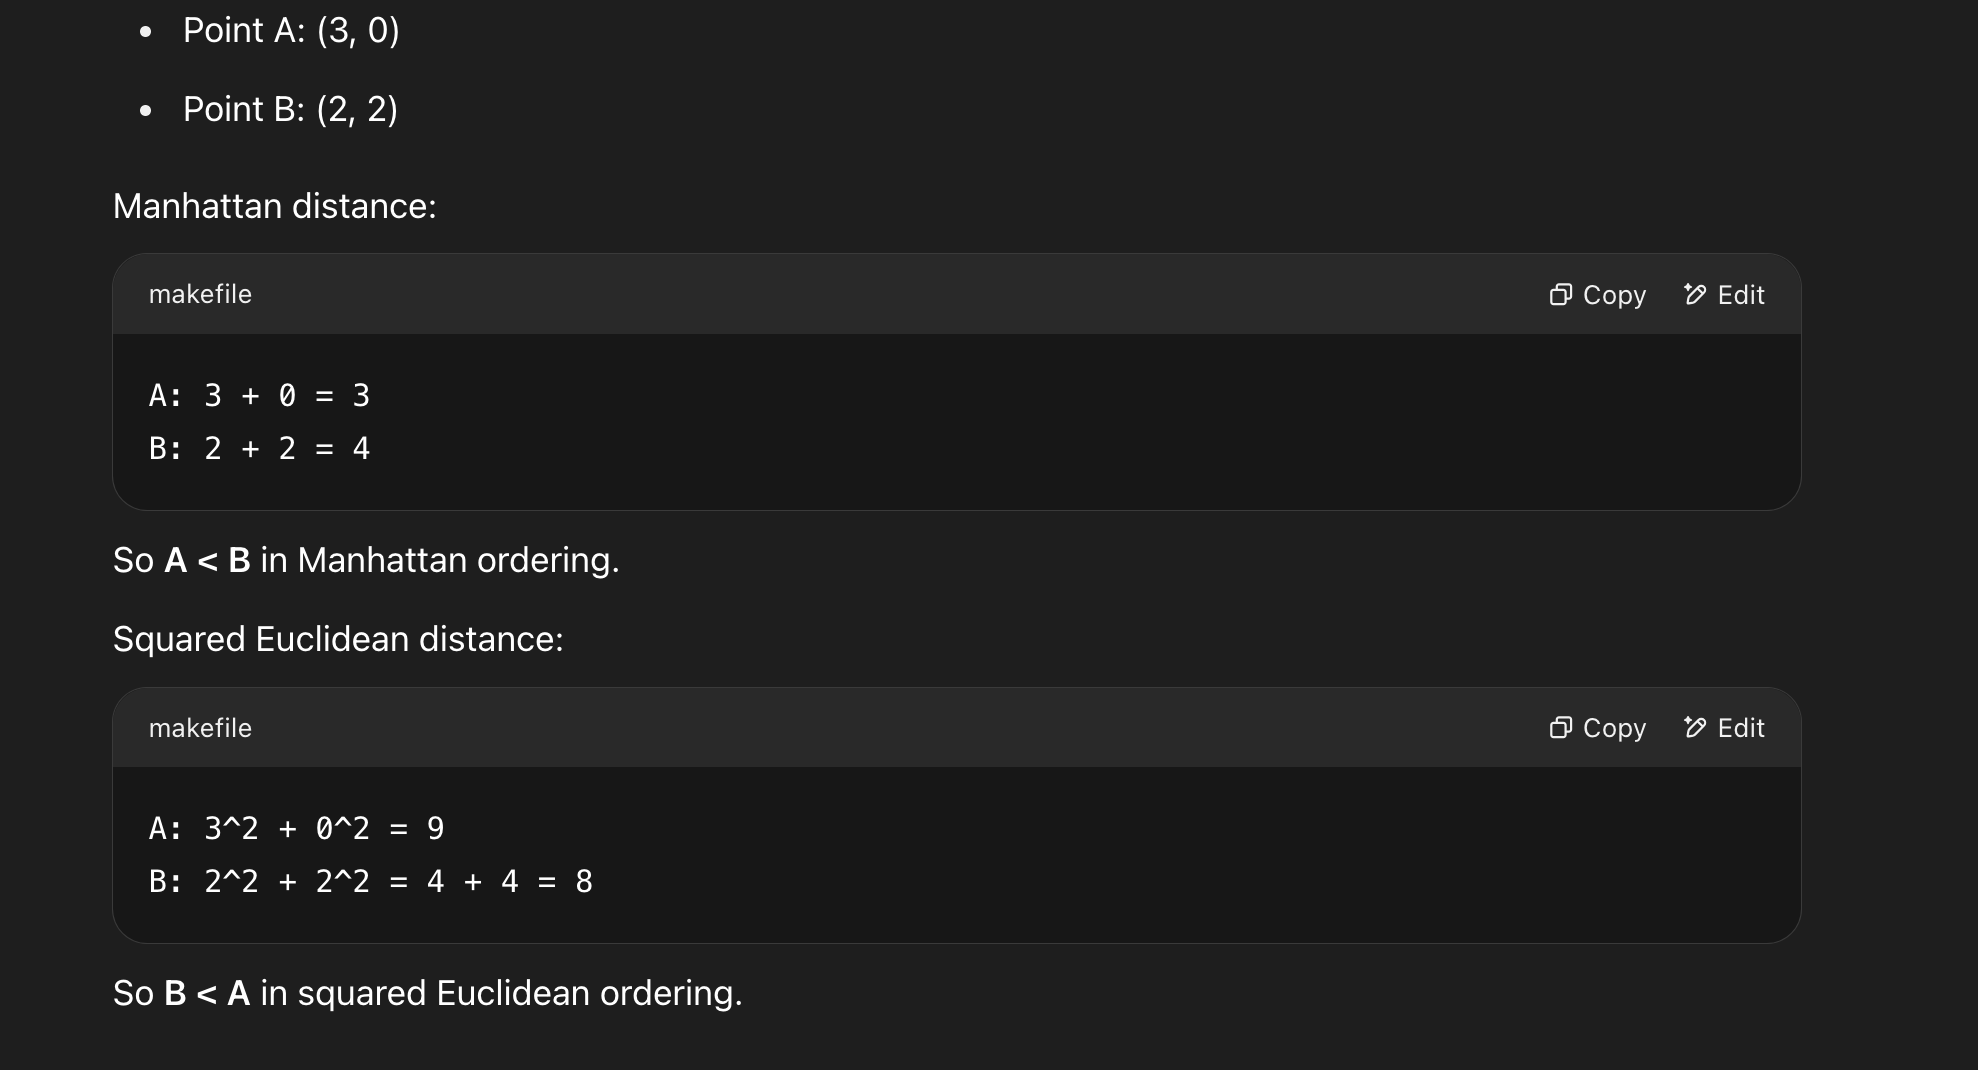 • Point A: (3, 0)
• Point B: (2, 2)
Manhattan distance:
makefile Copy Edit
A: 3 + 0 = 3
B: 2 + 2 = 4
So A < B in Manhattan ordering.
Squared Euclidean distance:
makefile Copy Edit
A: 3^2 + 0^2 = 9
B: 2^2 + 2^2 = 4 + 4 = 8
So B < A in squared Euclidean ordering.